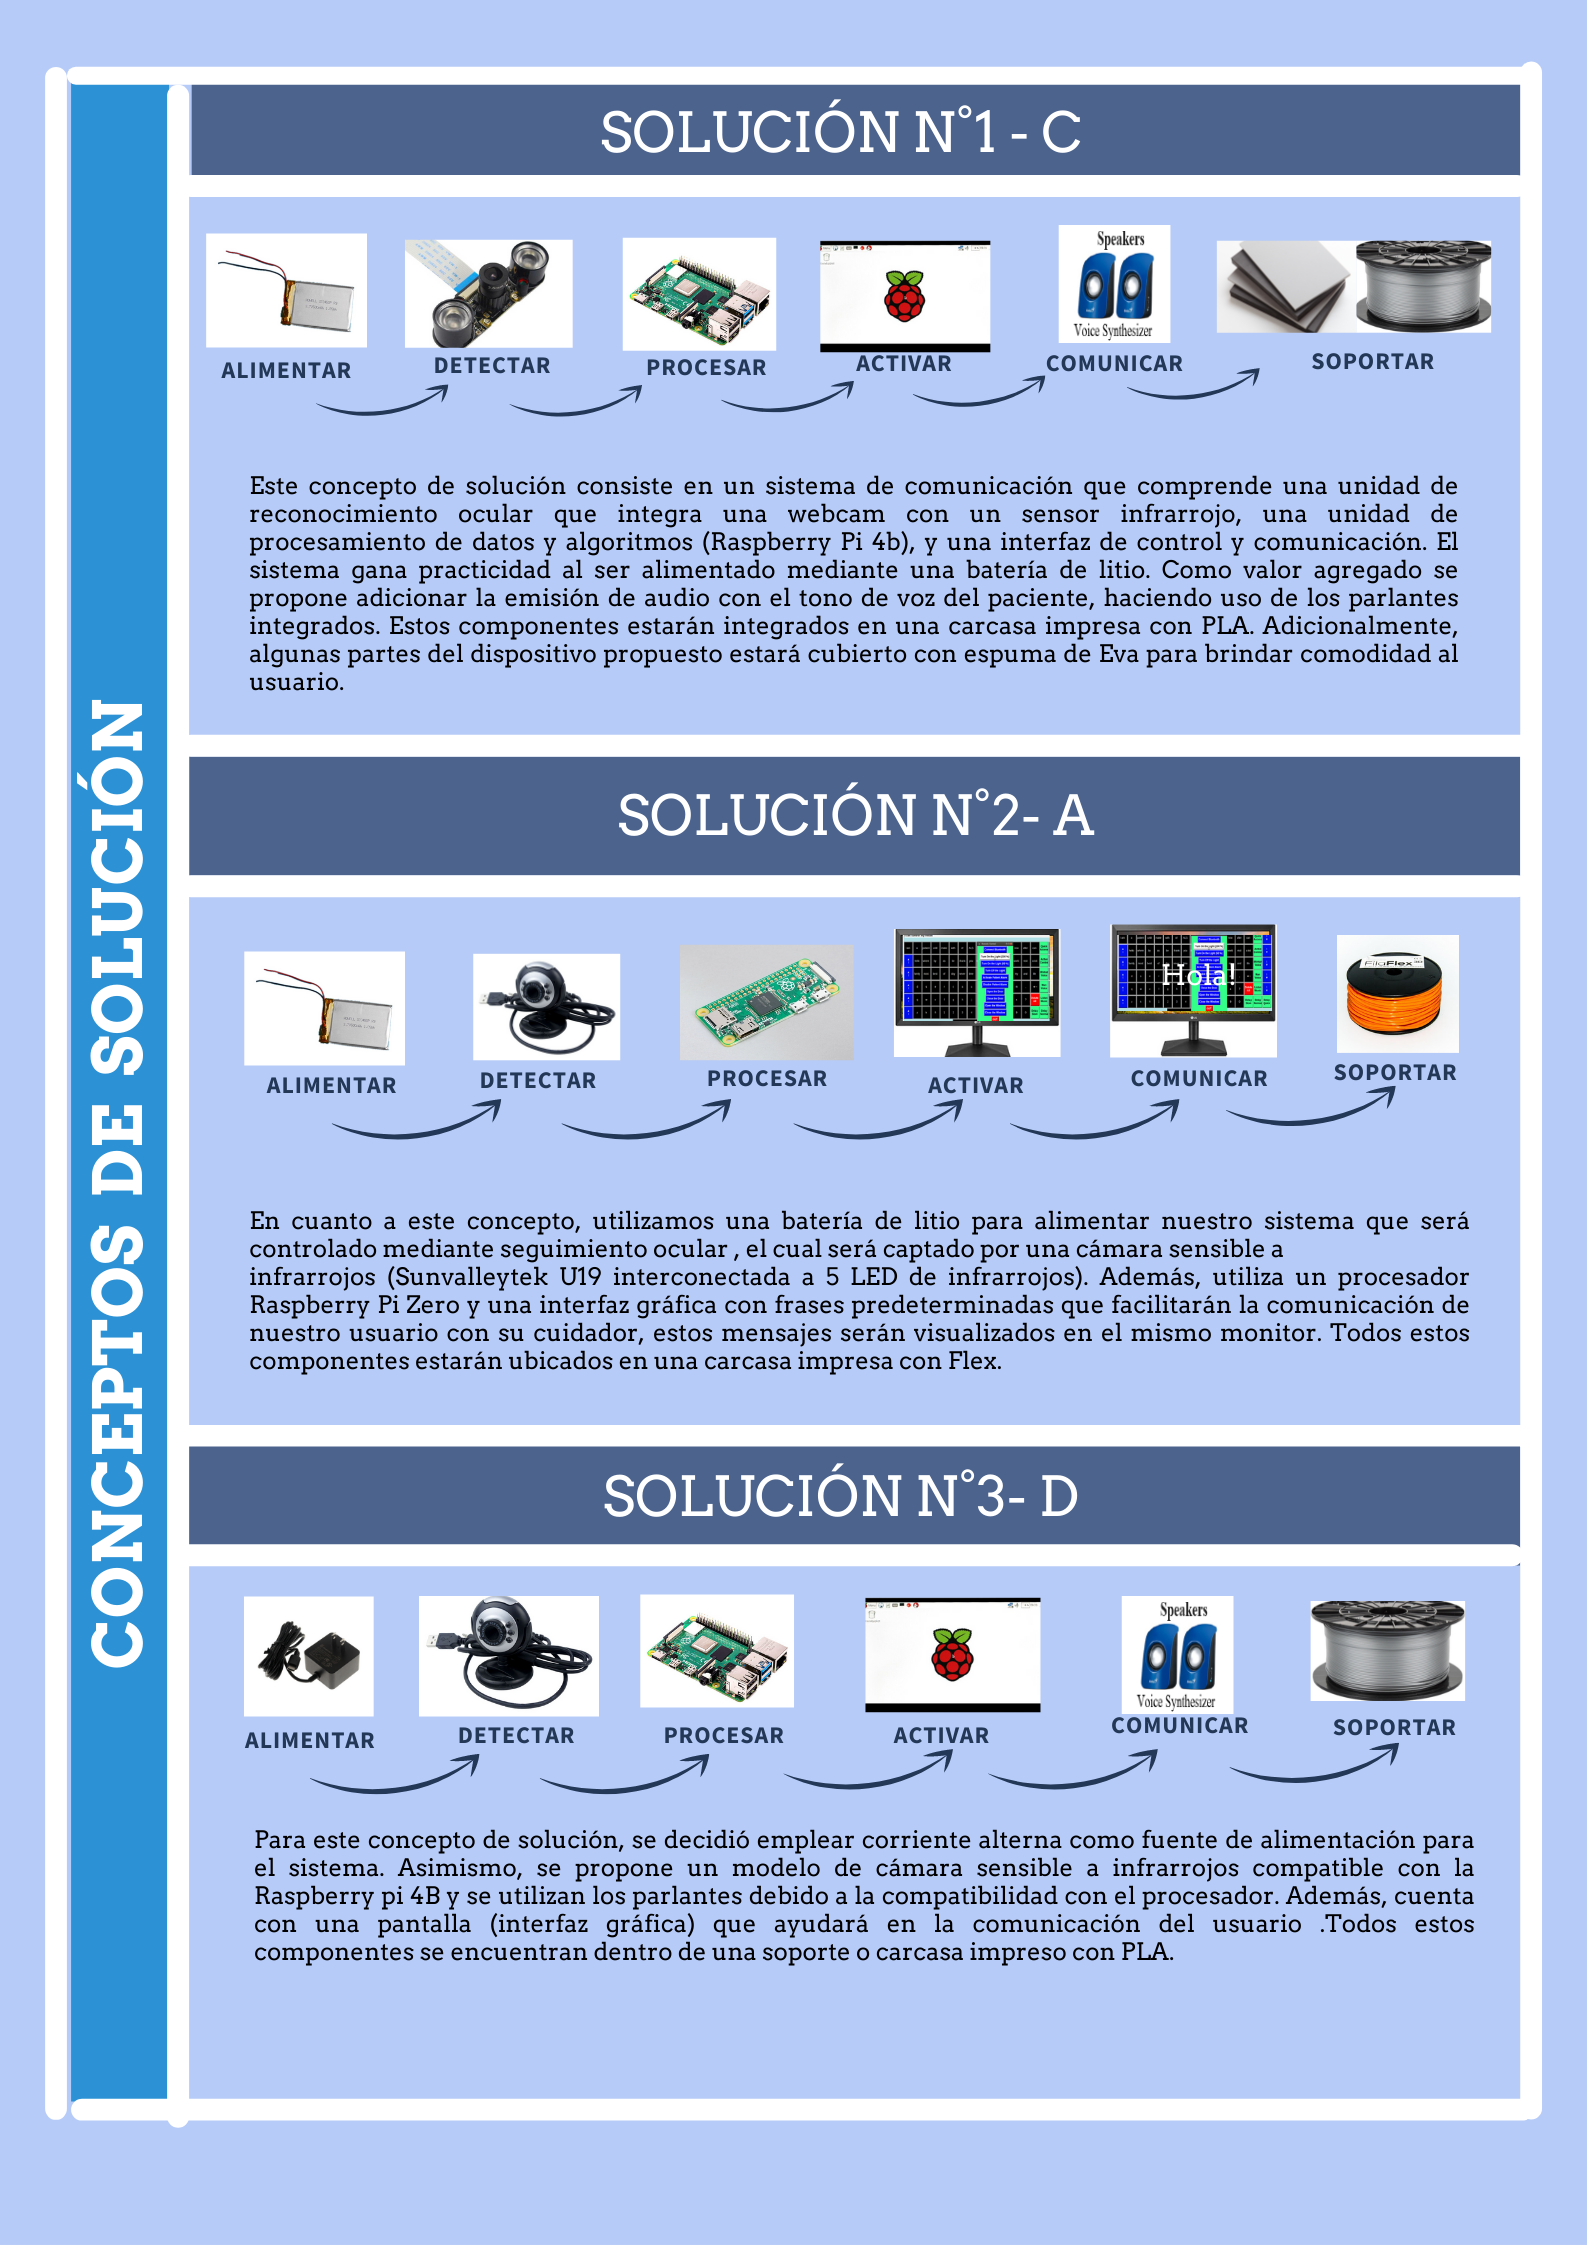 CONCEPTOS DE SOLUCIÓN
SOLUCIÓN N°1 - C
Speakers
Voice Synthesizer
ALIMENTAR
DETECTAR
PROCESAR
ACTIVAR
COMUNICAR
SOPORTAR
Este concepto de solución consiste en un sistema de comunicación que comprende una unidad de
reconocimiento ocular que integra una webcam con un sensor infrarrojo, una unidad de
procesamiento de datos y algoritmos (Raspberry Pi 4b), y una interfaz de control y comunicación. El
sistema gana practicidad al ser alimentado mediante una batería de litio. Como valor agregado se
propone adicionar la emisión de audio con el tono de voz del paciente, haciendo uso de los parlantes
integrados. Estos componentes estarán integrados en una carcasa impresa con PLA. Adicionalmente,
algunas partes del dispositivo propuesto estará cubierto con espuma de Eva para brindar comodidad al
usuario.
SOLUCIÓN N°2- A
Hola!
FilaFlex
ALIMENTAR
DETECTAR
PROCESAR
ACTIVAR
COMUNICAR
SOPORTAR
En cuanto a este concepto, utilizamos una batería de litio para alimentar nuestro sistema que será
controlado mediante seguimiento ocular , el cual será captado por una cámara sensible a
infrarrojos (Sunvalleytek U19 interconectada a 5 LED de infrarrojos). Además, utiliza un procesador
Raspberry Pi Zero y una interfaz gráfica con frases predeterminadas que facilitarán la comunicación de
nuestro usuario con su cuidador, estos mensajes serán visualizados en el mismo monitor. Todos estos
componentes estarán ubicados en una carcasa impresa con Flex.
SOLUCIÓN N°3- D
Speakers
Voice Synthesizer
ALIMENTAR
DETECTAR
PROCESAR
ACTIVAR
COMUNICAR
SOPORTAR
Para este concepto de solución, se decidió emplear corriente alterna como fuente de alimentación para
el sistema. Asimismo, se propone un modelo de cámara sensible a infrarrojos compatible con la
Raspberry pi 4B y se utilizan los parlantes debido a la compatibilidad con el procesador. Además, cuenta
con una pantalla (interfaz gráfica) que ayudará en la comunicación del usuario .Todos estos
componentes se encuentran dentro de una soporte o carcasa impreso con PLA.